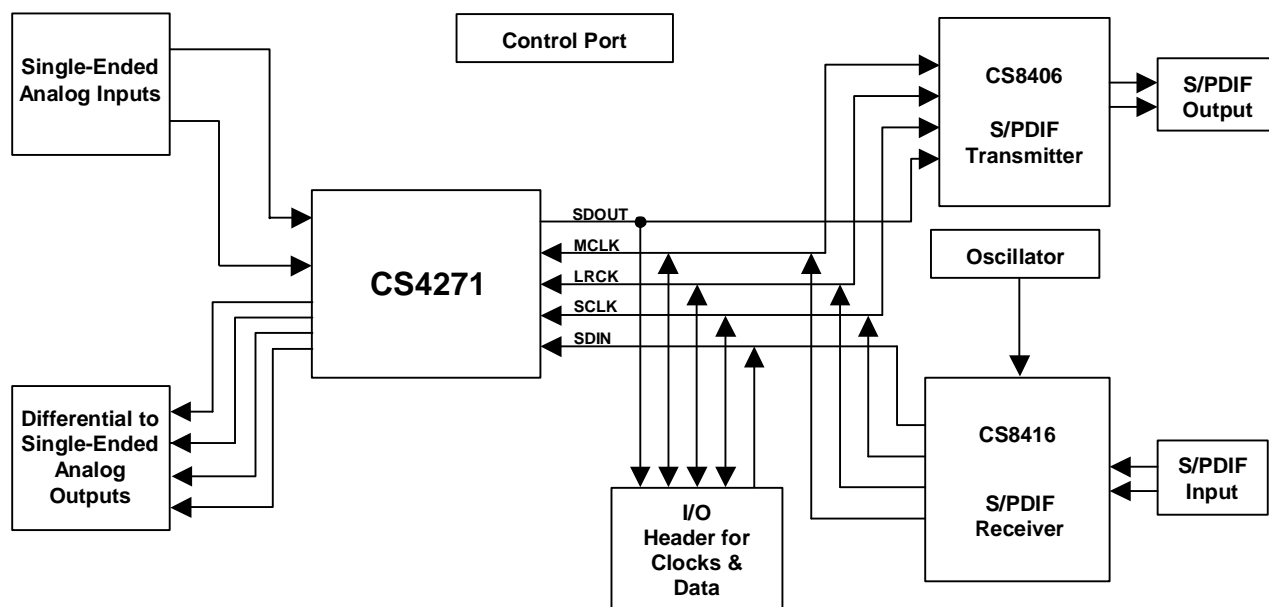 Single-Ended
Analog Inputs
Control Port
CS8406
S/PDIF
Transmitter
S/PDIF
Output
CS4271
SDOUT
MCLK
LRCK
SCLK
SDIN
Oscillator
Differential to
Single-Ended
Analog
Outputs
I/O
Header for
Clocks &
Data
CS8416
S/PDIF
Receiver
S/PDIF
Input